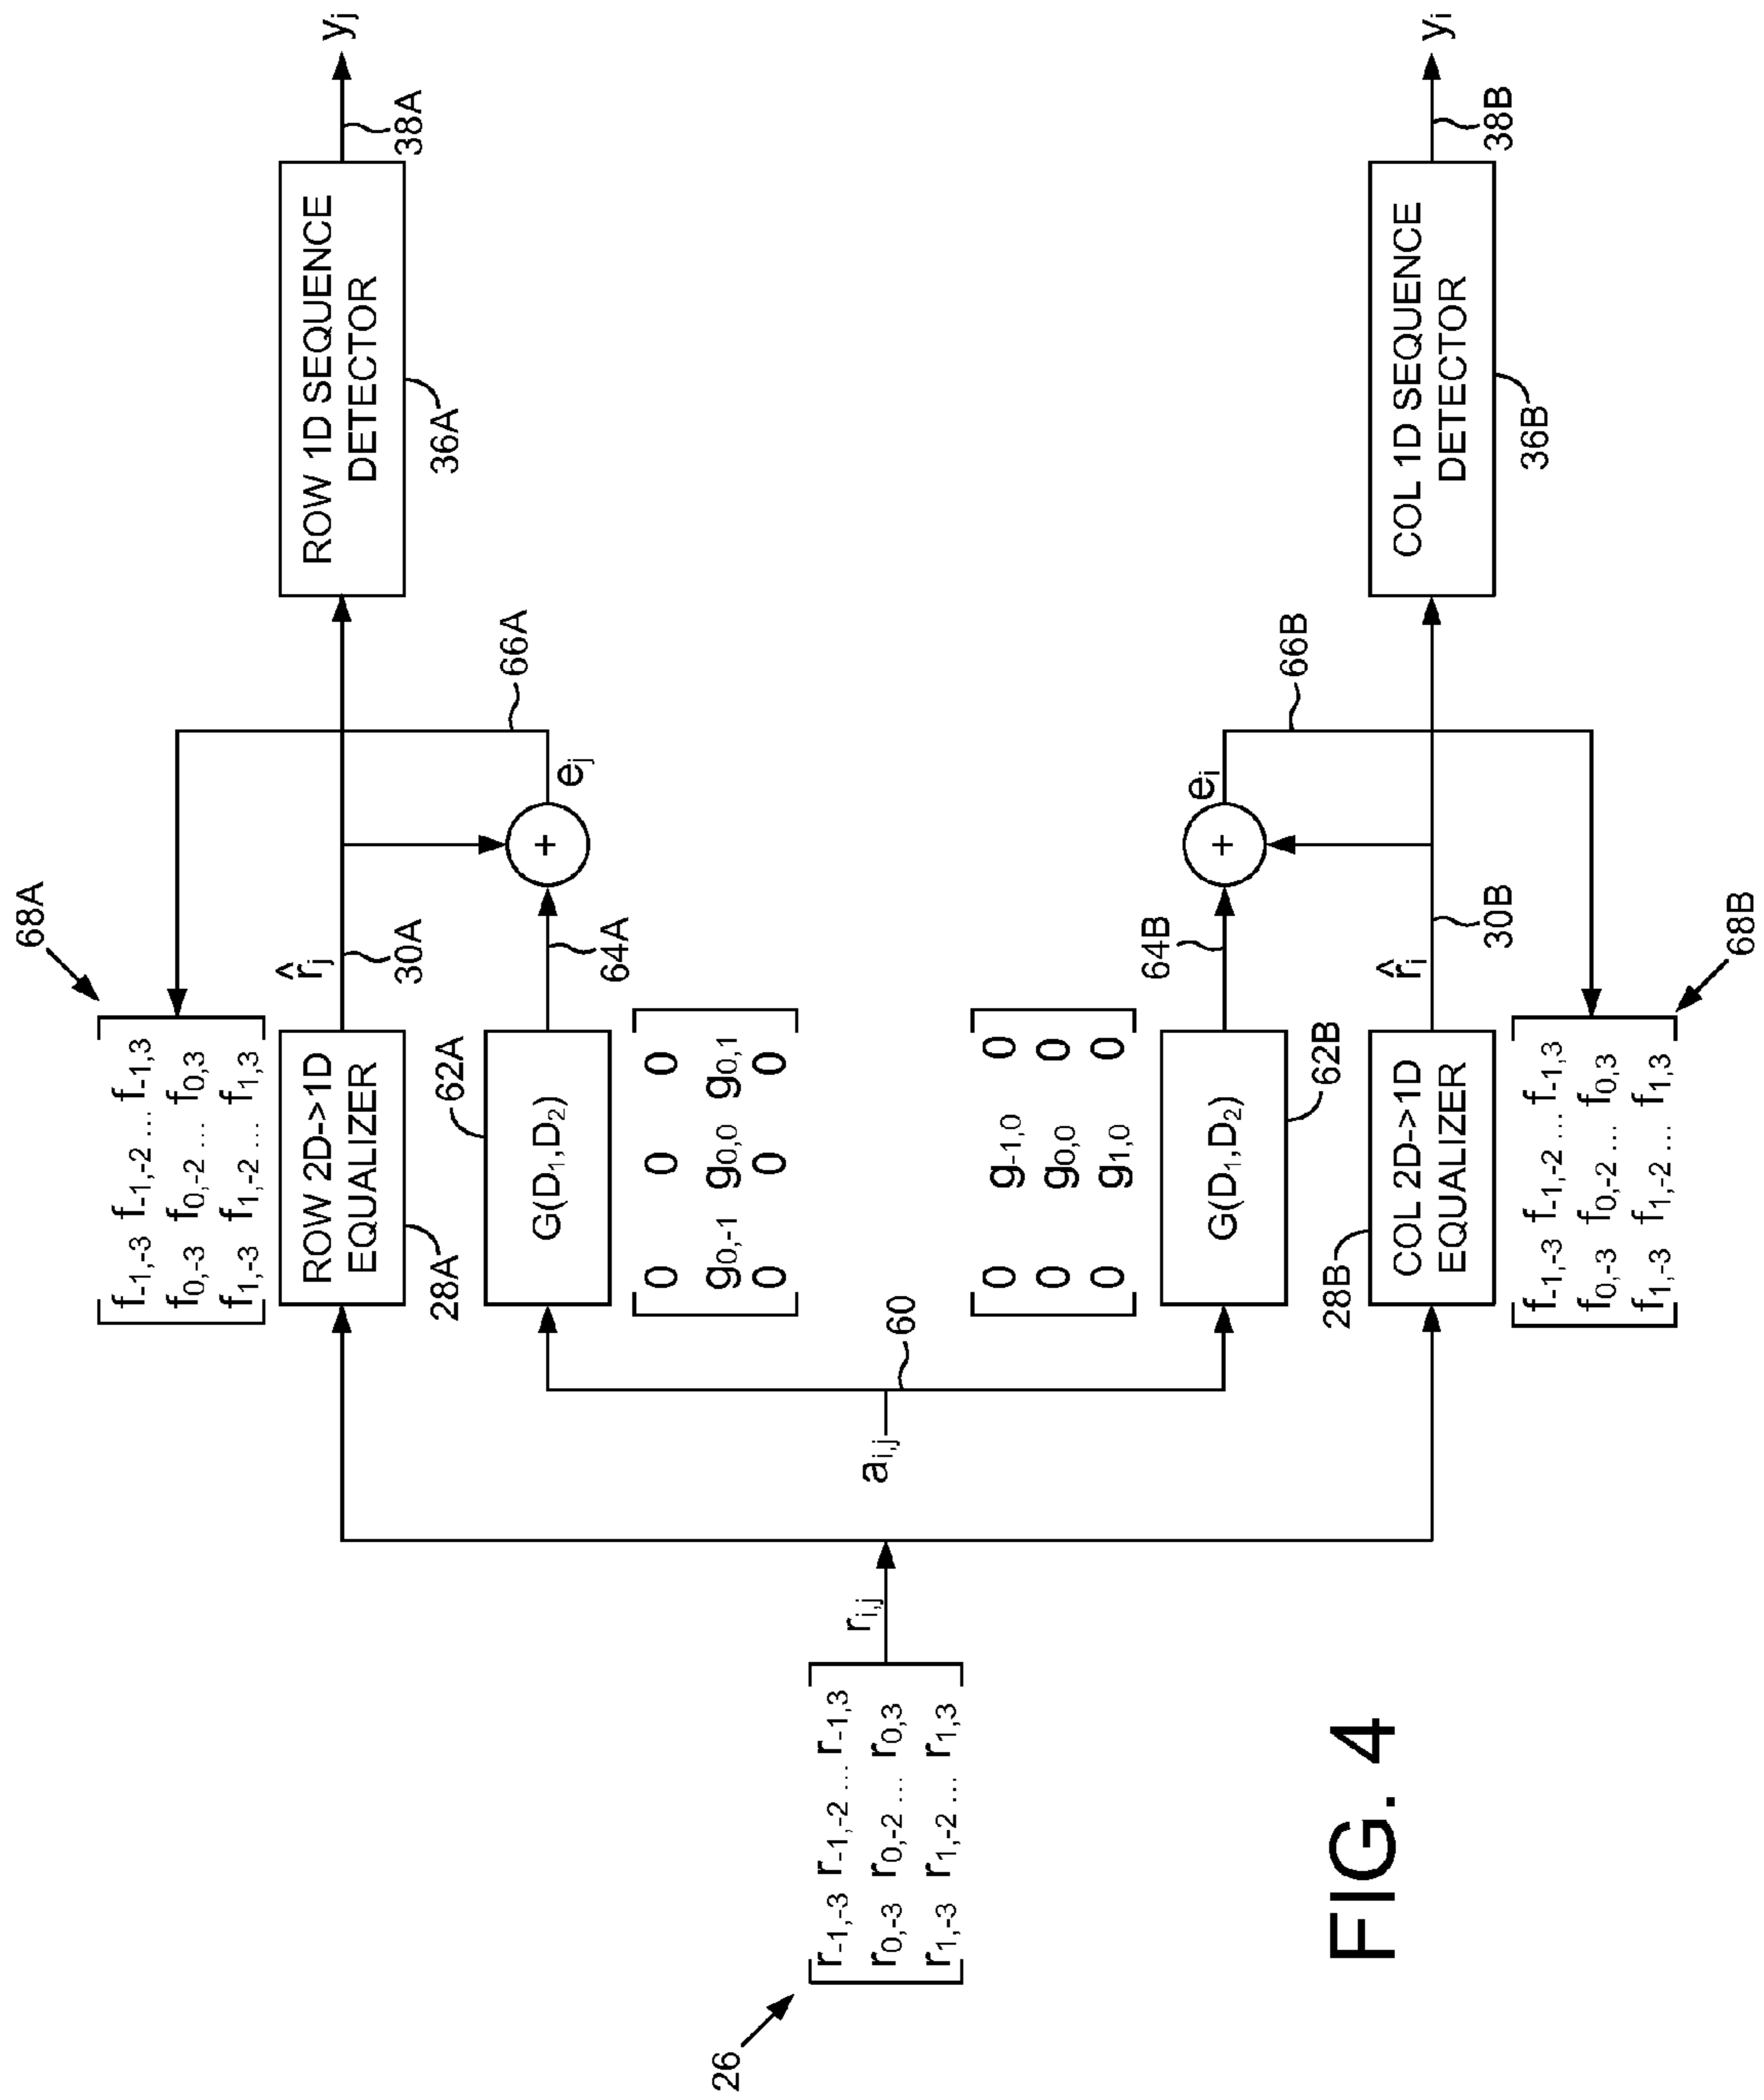 68A
f-1,-3 f-1,-2 ... f-1,3
f0,-3 f0,-2 ... f0,3
f1,-3 f1,-2 ... f1,3
ROW 2D->1D
EQUALIZER
28A
r̂j
30A
ROW 1D SEQUENCE
DETECTOR
36A
38A
yj
G(D1,D2)
62A
64A
+
ej
66A
0 0 0
g0,-1 g0,0 g0,1
0 0 0
26
r-1,-3 r-1,-2 ... r-1,3
r0,-3 r0,-2 ... r0,3
r1,-3 r1,-2 ... r1,3
ri,j
ai,j
60
0 g-1,0 0
0 g0,0 0
0 g1,0 0
G(D1,D2)
62B
64B
+
ei
66B
28B
COL 2D->1D
EQUALIZER
r̂i
30B
COL 1D SEQUENCE
DETECTOR
36B
38B
yi
f-1,-3 f-1,-2 ... f-1,3
f0,-3 f0,-2 ... f0,3
f1,-3 f1,-2 ... f1,3
68B
FIG. 4